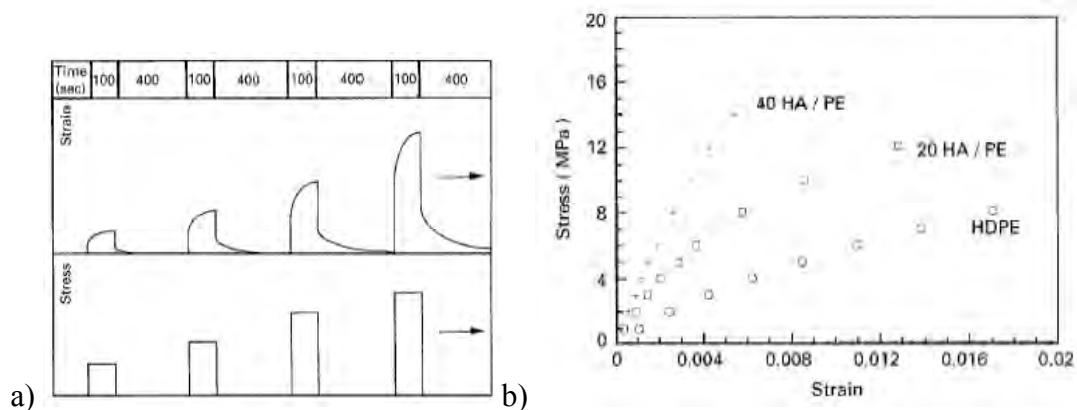 Time (sec) 100 400 100 400 100 400 100 400
Strain
Stress
a)
Stress (MPa)
20
16
12
8
4
0
40 HA / PE
20 HA / PE
HDPE
0 0.004 0.008 0.012 0.016 0.02
Strain
b)